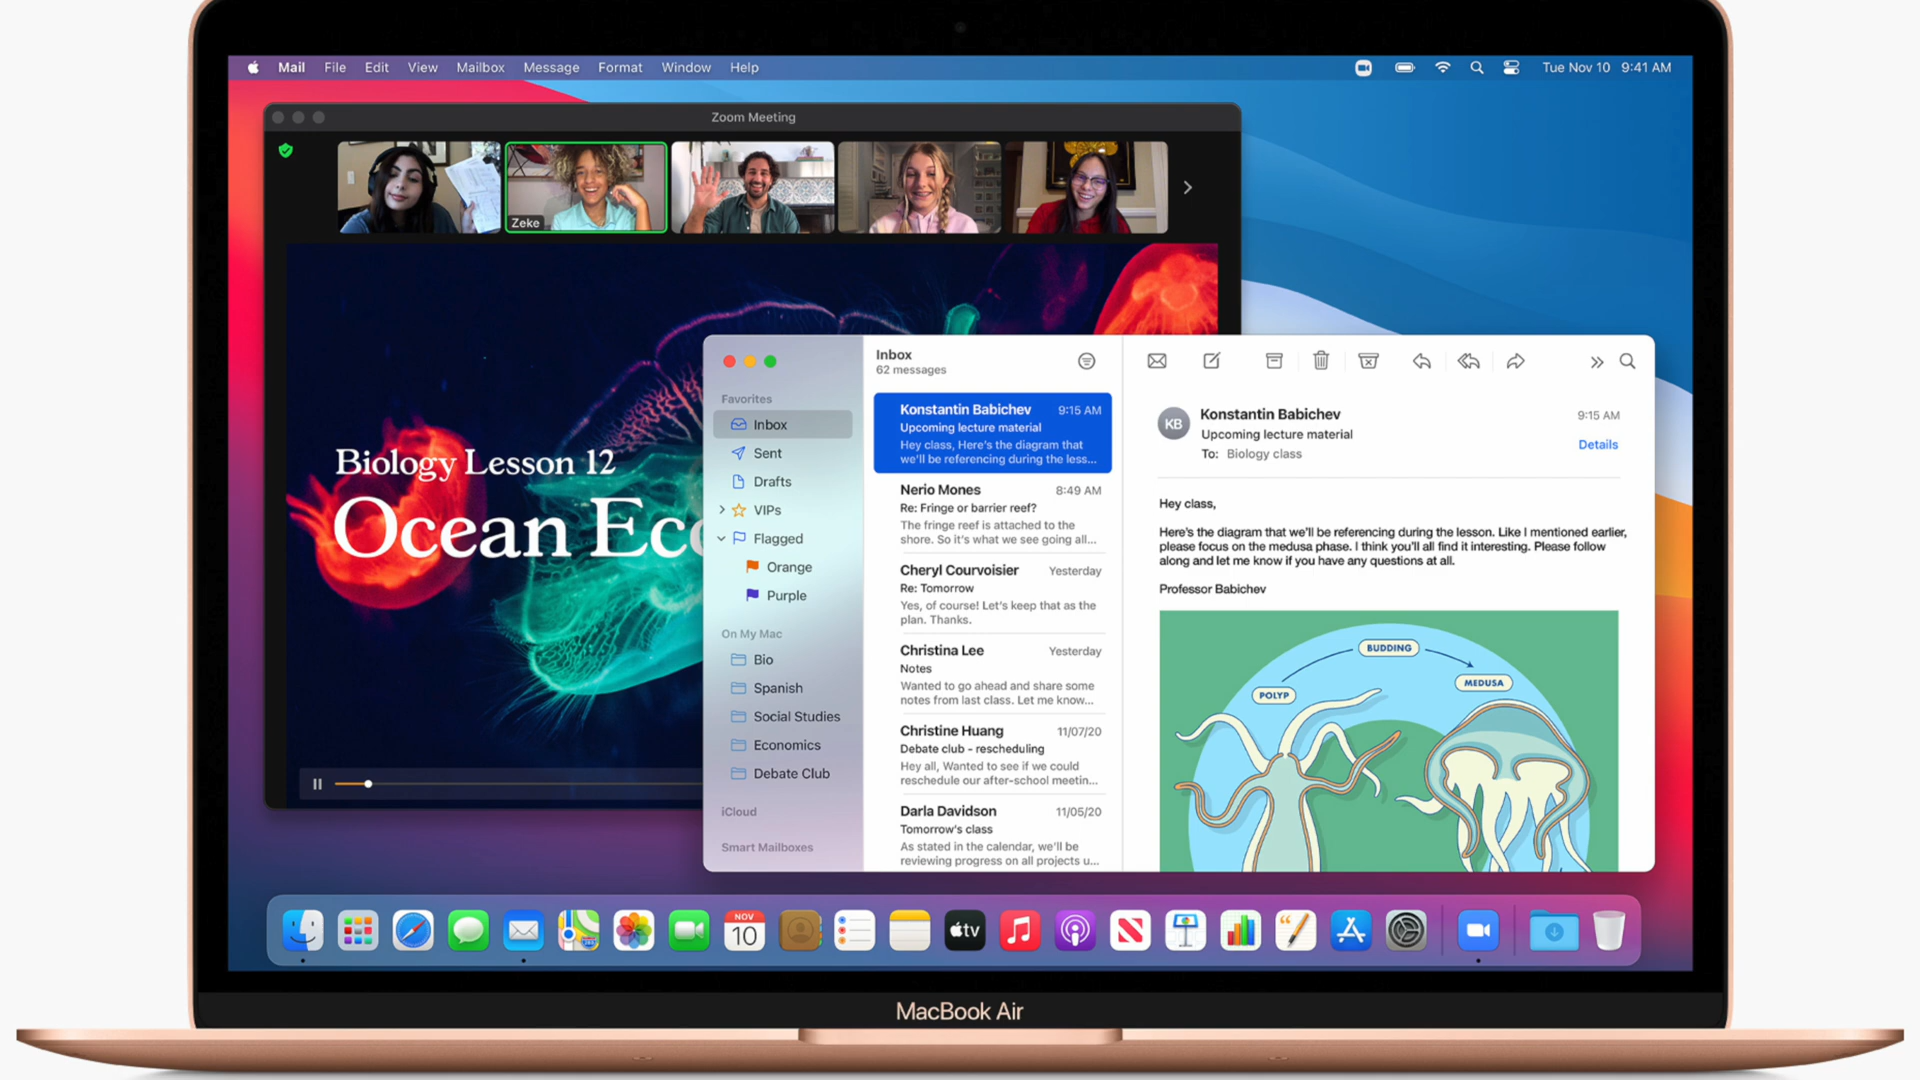 Mail File Edit View Mailbox Message Format Window Help
Tue Nov 10 9:41 AM
Zoom Meeting
Zeke
Biology Lesson 12
Ocean Ec
Favorites
Inbox
Sent
Drafts
VIPs
Flagged
Orange
Purple
On My Mac
Bio
Spanish
Social Studies
Economics
Debate Club
iCloud
Smart Mailboxes
Inbox
62 messages
Konstantin Babichev 9:15 AM
Upcoming lecture material
Hey class, Here's the diagram that
we'll be referencing during the less...
Nerio Mones 8:49 AM
Re: Fringe or barrier reef?
The fringe reef is attached to the
shore. So it's what we see going all...
Cheryl Courvoisier Yesterday
Re: Tomorrow
Yes, of course! Let's keep that as the
plan. Thanks.
Christina Lee Yesterday
Notes
Wanted to go ahead and share some
notes from last class. Let me know...
Christine Huang 11/07/20
Debate club - rescheduling
Hey all, Wanted to see if we could
reschedule our after-school meetin...
Darla Davidson 11/05/20
Tomorrow's class
As stated in the calendar, we'll be
reviewing progress on all projects u...
KB
Konstantin Babichev 9:15 AM
Upcoming lecture material
Details
To: Biology class
Hey class,
Here's the diagram that we'll be referencing during the lesson. Like I mentioned earlier,
please focus on the medusa phase. I think you'll all find it interesting. Please follow
along and let me know if you have any questions at all.
Professor Babichev
BUDDING
POLYP
MEDUSA
NOV
10
tv
MacBook Air